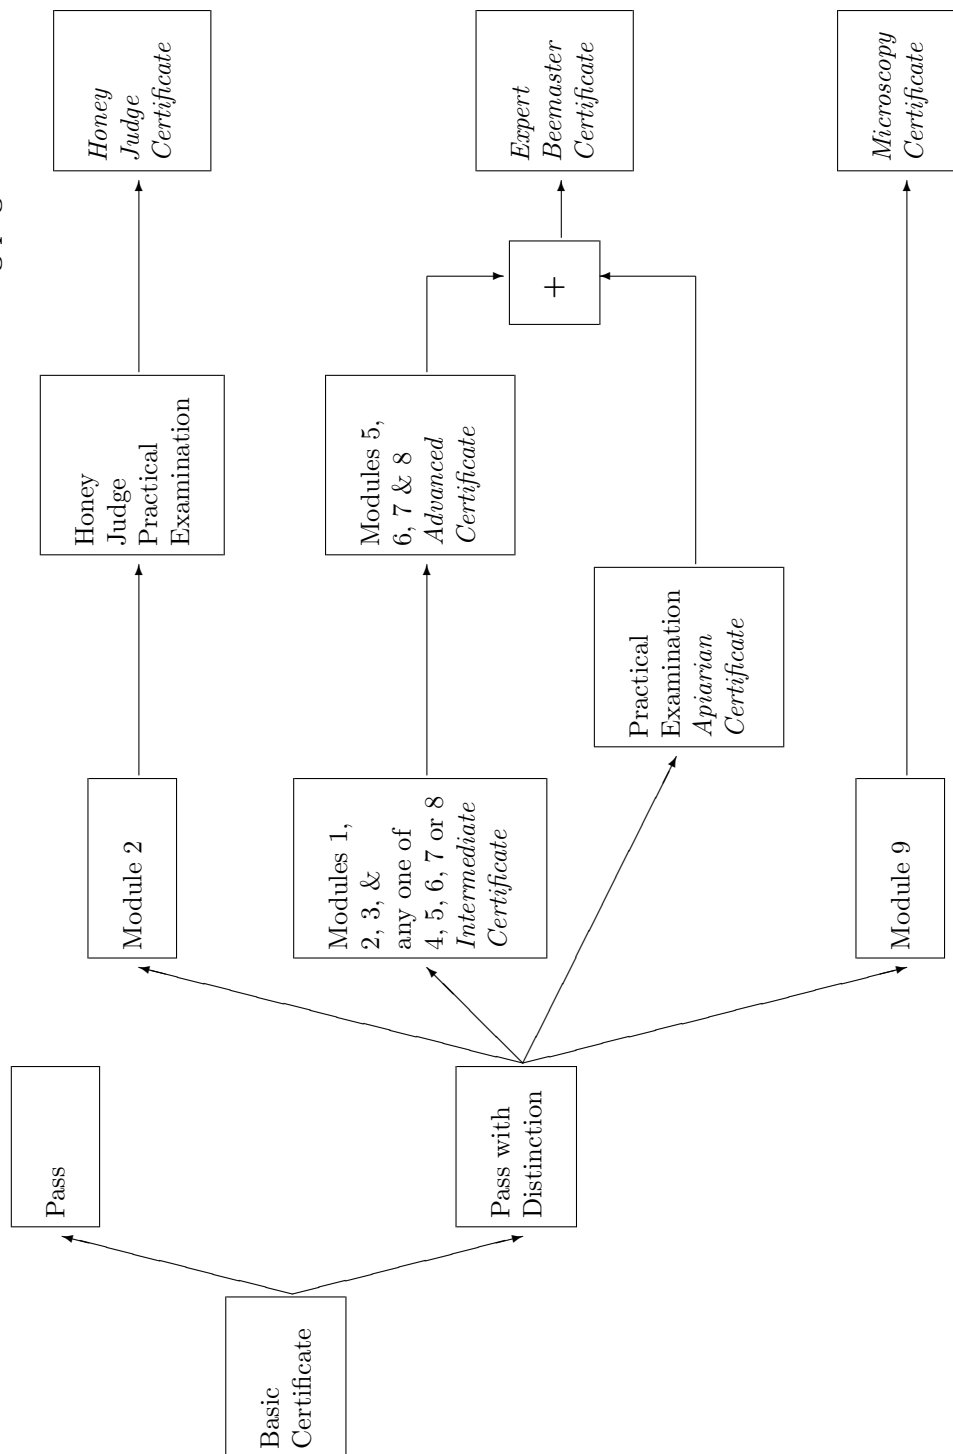 Basic
Certificate
Pass
Pass with
Distinction
Module 2
Modules 1,
2, 3, &
any one of
4, 5, 6, 7 or 8
Intermediate
Certificate
Practical
Examination
Apiarian
Certificate
Module 9
Honey
Judge
Practical
Examination
Modules 5,
6, 7 & 8
Advanced
Certificate
+
Honey
Judge
Certificate
Expert
Beemaster
Certificate
Microscopy
Certificate